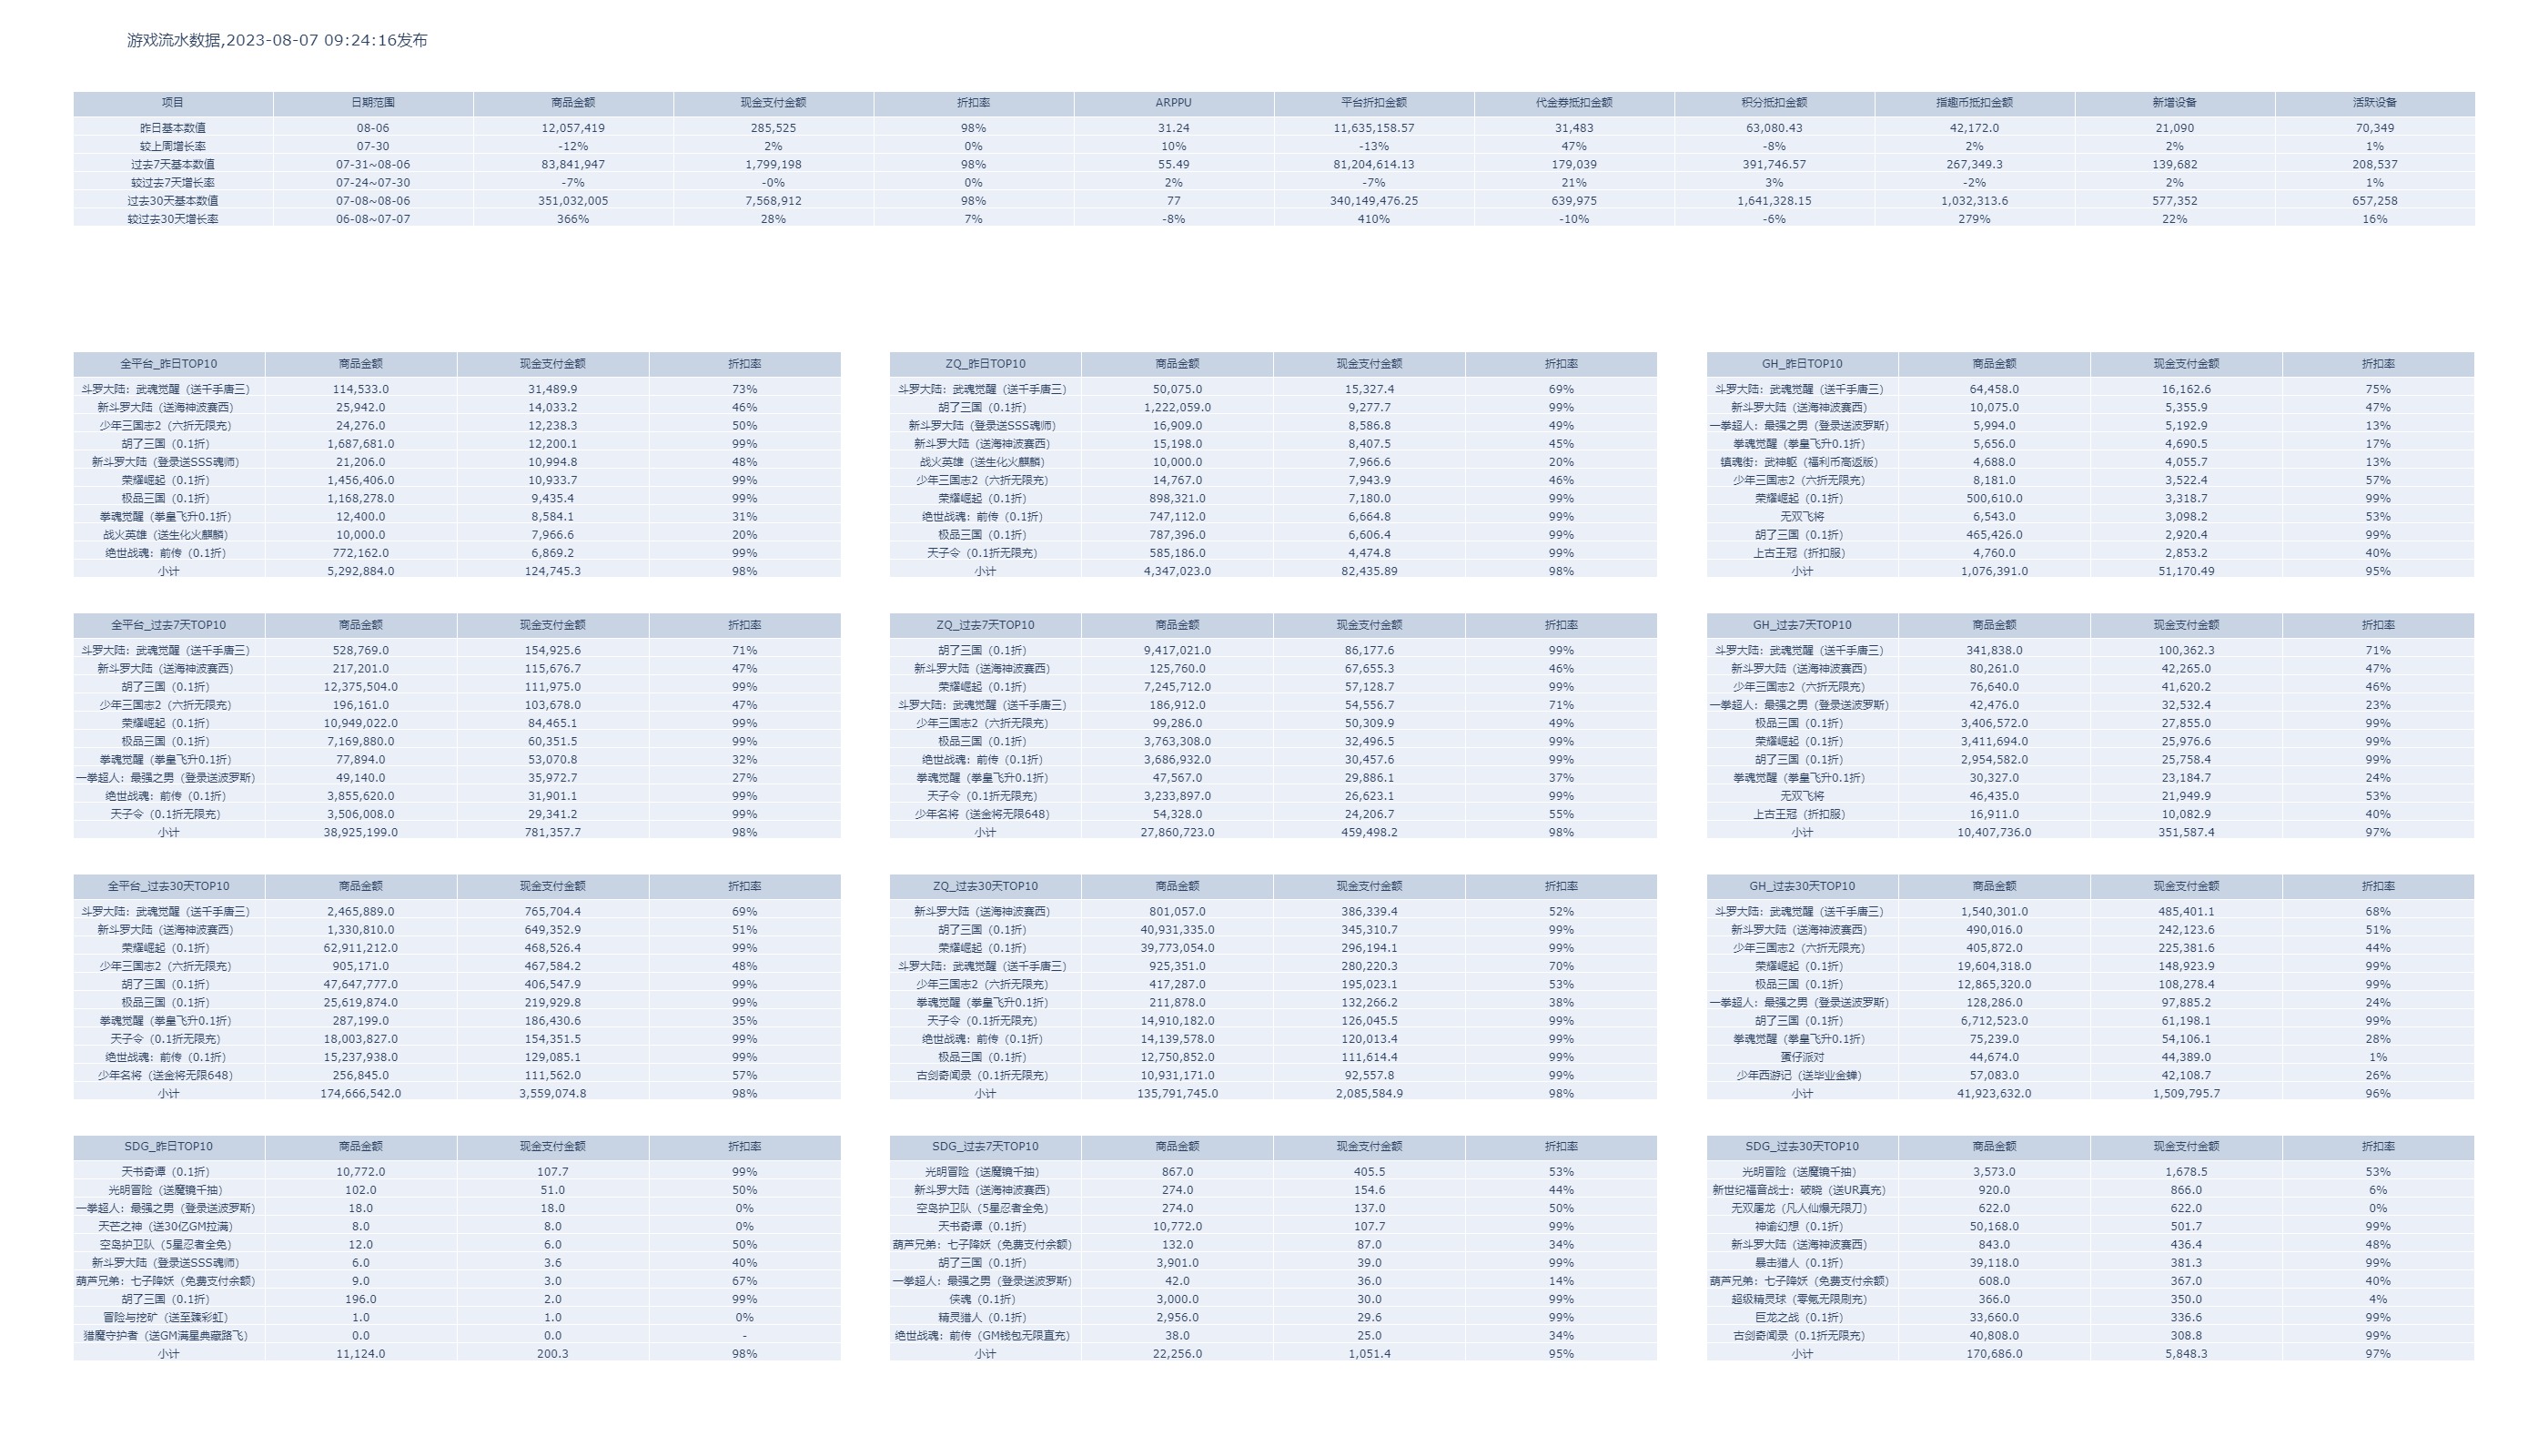 游戏流水数据,2023-08-07 09:24:16发布
项目 日期范围 商品金额 现金支付金额 折扣率 ARPPU 平台折扣金额 代金券抵扣金额 积分抵扣金额 指趣币抵扣金额 新增设备 活跃设备
昨日基本数值 08-06 12,057,419 285,525 98% 31.24 11,635,158.57 31,483 63,080.43 42,172.0 21,090 70,349
较上周增长率 07-30 -12% 2% 0% 10% -13% 47% -8% 2% 2% 1%
过去7天基本数值 07-31~08-06 83,841,947 1,799,198 98% 55.49 81,204,614.13 179,039 391,746.57 267,349.3 139,682 208,537
较过去7天增长率 07-24~07-30 -7% -0% 0% 2% -7% 21% 3% -2% 2% 1%
过去30天基本数值 07-08~08-06 351,032,005 7,568,912 98% 77 340,149,476.25 639,975 1,641,328.15 1,032,313.6 577,352 657,258
较过去30天增长率 06-08~07-07 366% 28% 7% -8% 410% -10% -6% 279% 22% 16%
全平台_昨日TOP10 商品金额 现金支付金额 折扣率
斗罗大陆：武魂觉醒（送千手唐三） 114,533.0 31,489.9 73%
新斗罗大陆（送海神波赛西） 25,942.0 14,033.2 46%
少年三国志2（六折无限充） 24,276.0 12,238.3 50%
胡了三国（0.1折） 1,687,681.0 12,200.1 99%
新斗罗大陆（登录送SSS魂师） 21,206.0 10,994.8 48%
荣耀崛起（0.1折） 1,456,406.0 10,933.7 99%
极品三国（0.1折） 1,168,278.0 9,435.4 99%
拳魂觉醒（拳皇飞升0.1折） 12,400.0 8,584.1 31%
战火英雄（送生化火麒麟） 10,000.0 7,966.6 20%
绝世战魂：前传（0.1折） 772,162.0 6,869.2 99%
小计 5,292,884.0 124,745.3 98%
ZQ_昨日TOP10 商品金额 现金支付金额 折扣率
斗罗大陆：武魂觉醒（送千手唐三） 50,075.0 15,327.4 69%
胡了三国（0.1折） 1,222,059.0 9,277.7 99%
新斗罗大陆（登录送SSS魂师） 16,909.0 8,586.8 49%
新斗罗大陆（送海神波赛西） 15,198.0 8,407.5 45%
战火英雄（送生化火麒麟） 10,000.0 7,966.6 20%
少年三国志2（六折无限充） 14,767.0 7,943.9 46%
荣耀崛起（0.1折） 898,321.0 7,180.0 99%
绝世战魂：前传（0.1折） 747,112.0 6,664.8 99%
极品三国（0.1折） 787,396.0 6,606.4 99%
天子令（0.1折无限充） 585,186.0 4,474.8 99%
小计 4,347,023.0 82,435.89 98%
GH_昨日TOP10 商品金额 现金支付金额 折扣率
斗罗大陆：武魂觉醒（送千手唐三） 64,458.0 16,162.6 75%
新斗罗大陆（送海神波赛西） 10,075.0 5,355.9 47%
一拳超人：最强之男（登录送波罗斯） 5,994.0 5,192.9 13%
拳魂觉醒（拳皇飞升0.1折） 5,656.0 4,690.5 17%
镇魂街：武神躯（福利币高返版） 4,688.0 4,055.7 13%
少年三国志2（六折无限充） 8,181.0 3,522.4 57%
荣耀崛起（0.1折） 500,610.0 3,318.7 99%
无双飞将 6,543.0 3,098.2 53%
胡了三国（0.1折） 465,426.0 2,920.4 99%
上古王冠（折扣服） 4,760.0 2,853.2 40%
小计 1,076,391.0 51,170.49 95%
全平台_过去7天TOP10 商品金额 现金支付金额 折扣率
斗罗大陆：武魂觉醒（送千手唐三） 528,769.0 154,925.6 71%
新斗罗大陆（送海神波赛西） 217,201.0 115,676.7 47%
胡了三国（0.1折） 12,375,504.0 111,975.0 99%
少年三国志2（六折无限充） 196,161.0 103,678.0 47%
荣耀崛起（0.1折） 10,949,022.0 84,465.1 99%
极品三国（0.1折） 7,169,880.0 60,351.5 99%
拳魂觉醒（拳皇飞升0.1折） 77,894.0 53,070.8 32%
一拳超人：最强之男（登录送波罗斯） 49,140.0 35,972.7 27%
绝世战魂：前传（0.1折） 3,855,620.0 31,901.1 99%
天子令（0.1折无限充） 3,506,008.0 29,341.2 99%
小计 38,925,199.0 781,357.7 98%
ZQ_过去7天TOP10 商品金额 现金支付金额 折扣率
胡了三国（0.1折） 9,417,021.0 86,177.6 99%
新斗罗大陆（送海神波赛西） 125,760.0 67,655.3 46%
荣耀崛起（0.1折） 7,245,712.0 57,128.7 99%
斗罗大陆：武魂觉醒（送千手唐三） 186,912.0 54,556.7 71%
少年三国志2（六折无限充） 99,286.0 50,309.9 49%
极品三国（0.1折） 3,763,308.0 32,496.5 99%
绝世战魂：前传（0.1折） 3,686,932.0 30,457.6 99%
拳魂觉醒（拳皇飞升0.1折） 47,567.0 29,886.1 37%
天子令（0.1折无限充） 3,233,897.0 26,623.1 99%
少年名将（送金将无限648） 54,328.0 24,206.7 55%
小计 27,860,723.0 459,498.2 98%
GH_过去7天TOP10 商品金额 现金支付金额 折扣率
斗罗大陆：武魂觉醒（送千手唐三） 341,838.0 100,362.3 71%
新斗罗大陆（送海神波赛西） 80,261.0 42,265.0 47%
少年三国志2（六折无限充） 76,640.0 41,620.2 46%
一拳超人：最强之男（登录送波罗斯） 42,476.0 32,532.4 23%
极品三国（0.1折） 3,406,572.0 27,855.0 99%
荣耀崛起（0.1折） 3,411,694.0 25,976.6 99%
胡了三国（0.1折） 2,954,582.0 25,758.4 99%
拳魂觉醒（拳皇飞升0.1折） 30,327.0 23,184.7 24%
无双飞将 46,435.0 21,949.9 53%
上古王冠（折扣服） 16,911.0 10,082.9 40%
小计 10,407,736.0 351,587.4 97%
全平台_过去30天TOP10 商品金额 现金支付金额 折扣率
斗罗大陆：武魂觉醒（送千手唐三） 2,465,889.0 765,704.4 69%
新斗罗大陆（送海神波赛西） 1,330,810.0 649,352.9 51%
荣耀崛起（0.1折） 62,911,212.0 468,526.4 99%
少年三国志2（六折无限充） 905,171.0 467,584.2 48%
胡了三国（0.1折） 47,647,777.0 406,547.9 99%
极品三国（0.1折） 25,619,874.0 219,929.8 99%
拳魂觉醒（拳皇飞升0.1折） 287,199.0 186,430.6 35%
天子令（0.1折无限充） 18,003,827.0 154,351.5 99%
绝世战魂：前传（0.1折） 15,237,938.0 129,085.1 99%
少年名将（送金将无限648） 256,845.0 111,562.0 57%
小计 174,666,542.0 3,559,074.8 98%
ZQ_过去30天TOP10 商品金额 现金支付金额 折扣率
新斗罗大陆（送海神波赛西） 801,057.0 386,339.4 52%
胡了三国（0.1折） 40,931,335.0 345,310.7 99%
荣耀崛起（0.1折） 39,773,054.0 296,194.1 99%
斗罗大陆：武魂觉醒（送千手唐三） 925,351.0 280,220.3 70%
少年三国志2（六折无限充） 417,287.0 195,023.1 53%
拳魂觉醒（拳皇飞升0.1折） 211,878.0 132,266.2 38%
天子令（0.1折无限充） 14,910,182.0 126,045.5 99%
绝世战魂：前传（0.1折） 14,139,578.0 120,013.4 99%
极品三国（0.1折） 12,750,852.0 111,614.4 99%
古剑奇闻录（0.1折无限充） 10,931,171.0 92,557.8 99%
小计 135,791,745.0 2,085,584.9 98%
GH_过去30天TOP10 商品金额 现金支付金额 折扣率
斗罗大陆：武魂觉醒（送千手唐三） 1,540,301.0 485,401.1 68%
新斗罗大陆（送海神波赛西） 490,016.0 242,123.6 51%
少年三国志2（六折无限充） 405,872.0 225,381.6 44%
荣耀崛起（0.1折） 19,604,318.0 148,923.9 99%
极品三国（0.1折） 12,865,320.0 108,278.4 99%
一拳超人：最强之男（登录送波罗斯） 128,286.0 97,885.2 24%
胡了三国（0.1折） 6,712,523.0 61,198.1 99%
拳魂觉醒（拳皇飞升0.1折） 75,239.0 54,106.1 28%
蛋仔派对 44,674.0 44,389.0 1%
少年西游记（送毕业金蝉） 57,083.0 42,108.7 26%
小计 41,923,632.0 1,509,795.7 96%
SDG_昨日TOP10 商品金额 现金支付金额 折扣率
天书奇谭（0.1折） 10,772.0 107.7 99%
光明冒险（送魔镜千抽） 102.0 51.0 50%
一拳超人：最强之男（登录送波罗斯） 18.0 18.0 0%
天芒之神（送30亿GM拉满） 8.0 8.0 0%
空岛护卫队（5星忍者全免） 12.0 6.0 50%
新斗罗大陆（登录送SSS魂师） 6.0 3.6 40%
葫芦兄弟：七子降妖（免费支付余额） 9.0 3.0 67%
胡了三国（0.1折） 196.0 2.0 99%
冒险与挖矿（送至臻彩虹） 1.0 1.0 0%
猎魔守护者（送GM满星典藏路飞） 0.0 0.0 -
小计 11,124.0 200.3 98%
SDG_过去7天TOP10 商品金额 现金支付金额 折扣率
光明冒险（送魔镜千抽） 867.0 405.5 53%
新斗罗大陆（送海神波赛西） 274.0 154.6 44%
空岛护卫队（5星忍者全免） 274.0 137.0 50%
天书奇谭（0.1折） 10,772.0 107.7 99%
葫芦兄弟：七子降妖（免费支付余额） 132.0 87.0 34%
胡了三国（0.1折） 3,901.0 39.0 99%
一拳超人：最强之男（登录送波罗斯） 42.0 36.0 14%
侠魂（0.1折） 3,000.0 30.0 99%
精灵猎人（0.1折） 2,956.0 29.6 99%
绝世战魂：前传（GM钱包无限直充） 38.0 25.0 34%
小计 22,256.0 1,051.4 95%
SDG_过去30天TOP10 商品金额 现金支付金额 折扣率
光明冒险（送魔镜千抽） 3,573.0 1,678.5 53%
新世纪福音战士：破晓（送UR真充） 920.0 866.0 6%
无双屠龙（凡人仙爆无限刀） 622.0 622.0 0%
神谕幻想（0.1折） 50,168.0 501.7 99%
新斗罗大陆（送海神波赛西） 843.0 436.4 48%
暴击猎人（0.1折） 39,118.0 381.3 99%
葫芦兄弟：七子降妖（免费支付余额） 608.0 367.0 40%
超级精灵球（零氪无限刷充） 366.0 350.0 4%
巨龙之战（0.1折） 33,660.0 336.6 99%
古剑奇闻录（0.1折无限充） 40,808.0 308.8 99%
小计 170,686.0 5,848.3 97%